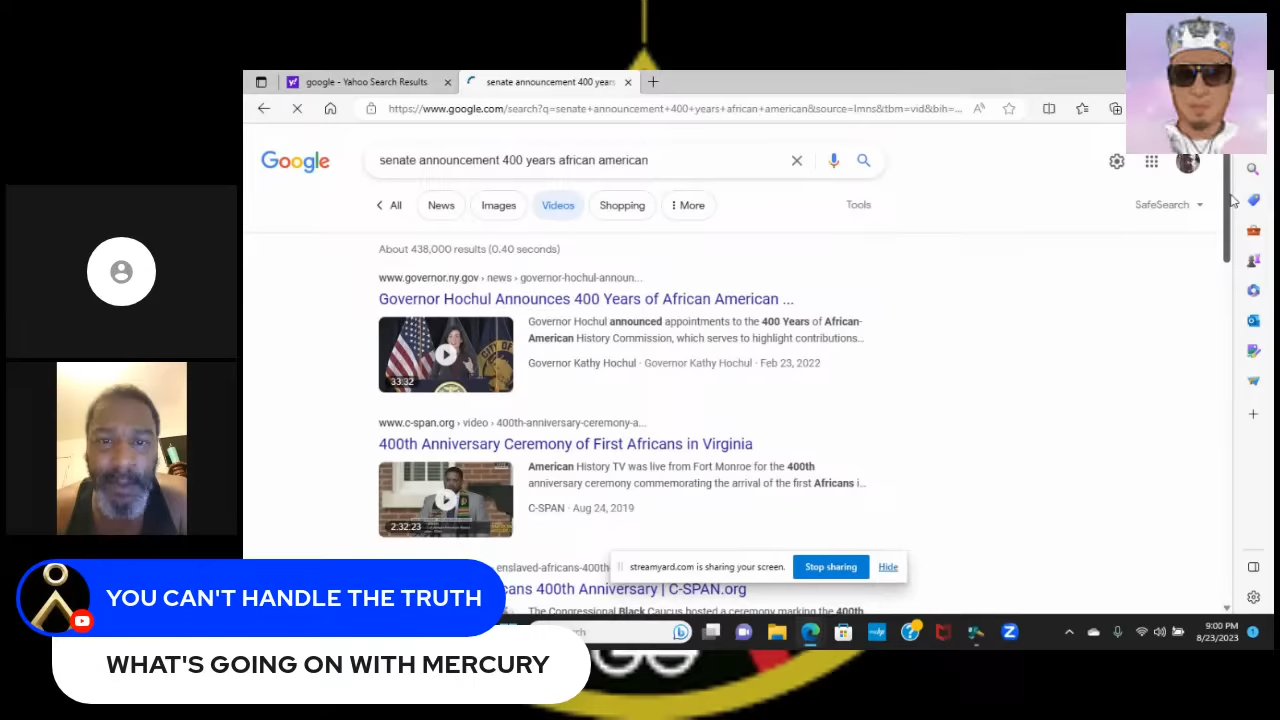 google - Yahoo Search Results
senate announcement 400 years
https://www.google.com/search?q=senate+announcement+400+years+african+american&source=lmns&tbm=vid&bih=...
Google
senate announcement 400 years african american
All
News
Images
Videos
Shopping
More
Tools
SafeSearch
About 438,000 results (0.40 seconds)
www.governor.ny.gov › news › governor-hochul-announ...
Governor Hochul Announces 400 Years of African American ...
Governor Hochul announced appointments to the 400 Years of African-
American History Commission, which serves to highlight contributions...
33:32
Governor Kathy Hochul · Governor Kathy Hochul · Feb 23, 2022
www.c-span.org › video › 400th-anniversary-ceremony-a...
400th Anniversary Ceremony of First Africans in Virginia
American History TV was live from Fort Monroe for the 400th
anniversary ceremony commemorating the arrival of the first Africans i...
2:32:23
C-SPAN · Aug 24, 2019
enslaved-africans-400th
cans 400th Anniversary | C-SPAN.org
The Congressional Black Caucus hosted a ceremony marking the 400th
streamyard.com is sharing your screen.
Stop sharing
Hide
9:00 PM
8/23/2023
YOU CAN'T HANDLE THE TRUTH
WHAT'S GOING ON WITH MERCURY